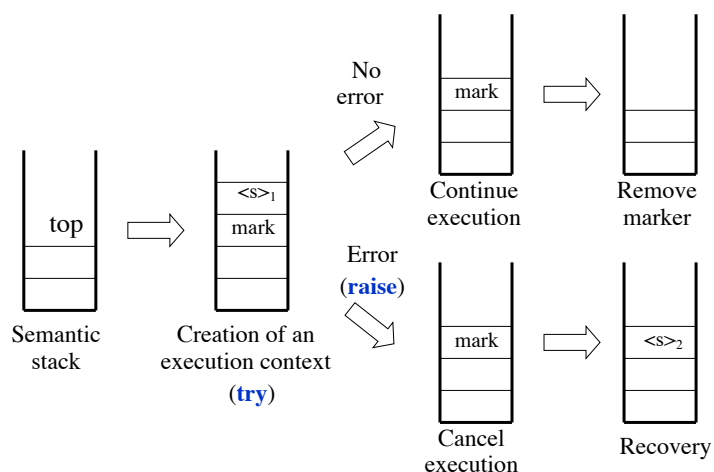 top
Semantic
stack
<s>1
mark
Creation of an
execution context
(try)
No
error
mark
Continue
execution
Remove
marker
Error
(raise)
mark
Cancel
execution
<s>2
Recovery